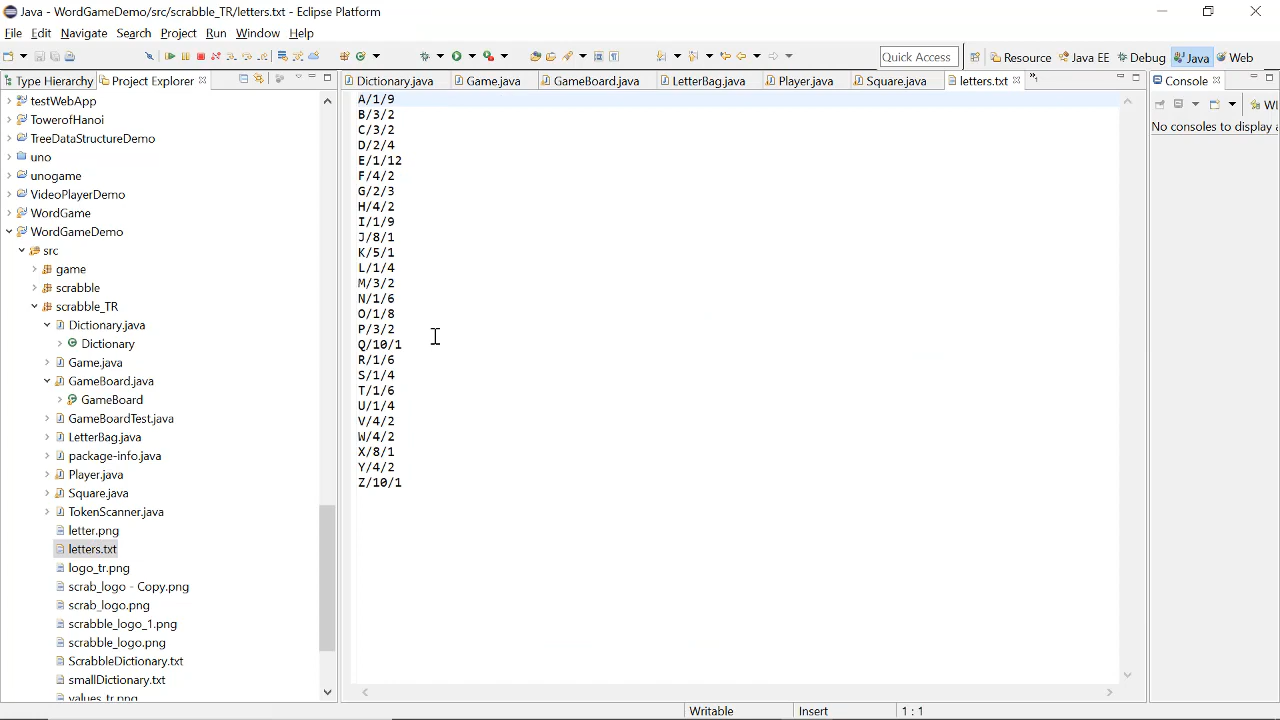 Java - WordGameDemo/src/scrabble_TR/letters.txt - Eclipse Platform
File Edit Navigate Search Project Run Window Help
Quick Access Resource Java EE Debug Java Web
Type Hierarchy Project Explorer
Dictionary.java Game.java GameBoard.java LetterBag.java Player.java Square.java letters.txt
Console
testWebApp
TowerofHanoi
TreeDataStructureDemo
uno
unogame
VideoPlayerDemo
WordGame
WordGameDemo
src
game
scrabble
scrabble_TR
Dictionary.java
Dictionary
Game.java
GameBoard.java
GameBoard
GameBoardTest.java
LetterBag.java
package-info.java
Player.java
Square.java
TokenScanner.java
letter.png
letters.txt
logo_tr.png
scrab_logo - Copy.png
scrab_logo.png
scrabble_logo_1.png
scrabble_logo.png
ScrabbleDictionary.txt
smallDictionary.txt
values_tr.png
A/1/9
B/3/2
C/3/2
D/2/4
E/1/12
F/4/2
G/2/3
H/4/2
I/1/9
J/8/1
K/5/1
L/1/4
M/3/2
N/1/6
O/1/8
P/3/2
Q/10/1
R/1/6
S/1/4
T/1/6
U/1/4
V/4/2
W/4/2
X/8/1
Y/4/2
Z/10/1
No consoles to display a
Writable Insert 1 : 1